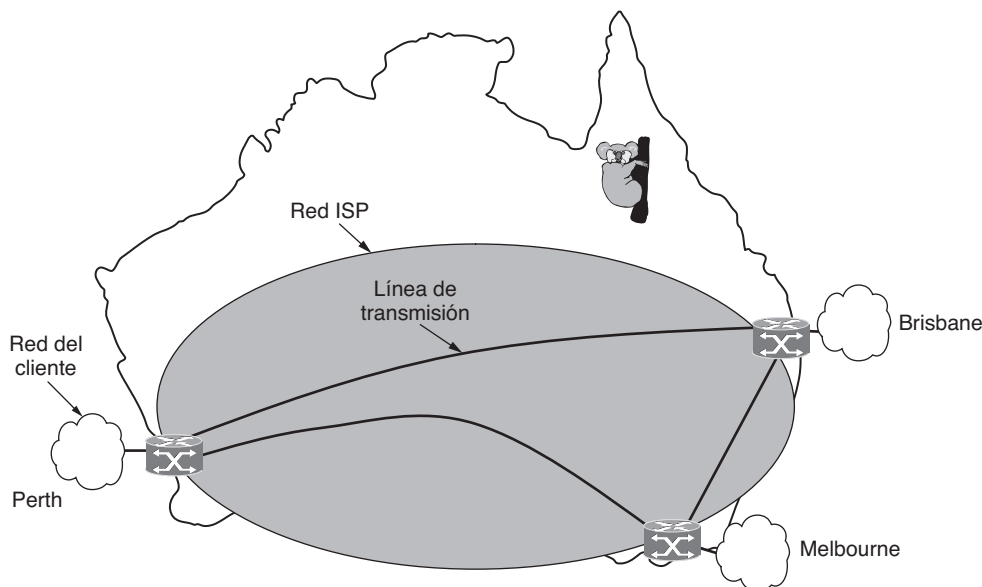 Red ISP
Línea de
transmisión
Brisbane
Red del
cliente
Perth
Melbourne